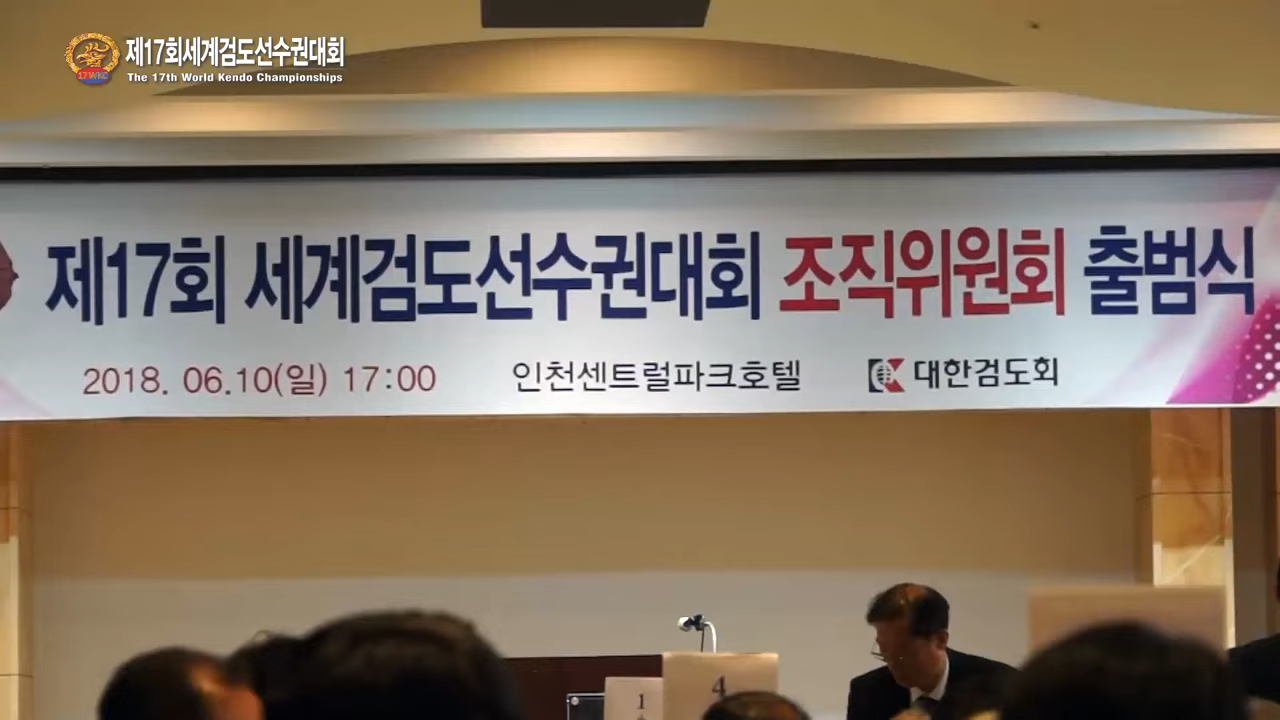 제17회세계검도선수권대회
The 17th World Kendo Championships
17 WKC
제17회 세계검도선수권대회 조직위원회 출범식
2018. 06.10(일) 17:00 인천센트럴파크호텔 대한검도회
4
1